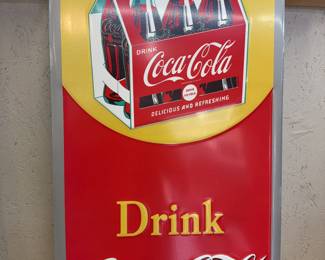 DRINK
Coca-Cola
DELICIOUS AND REFRESHING
Drink